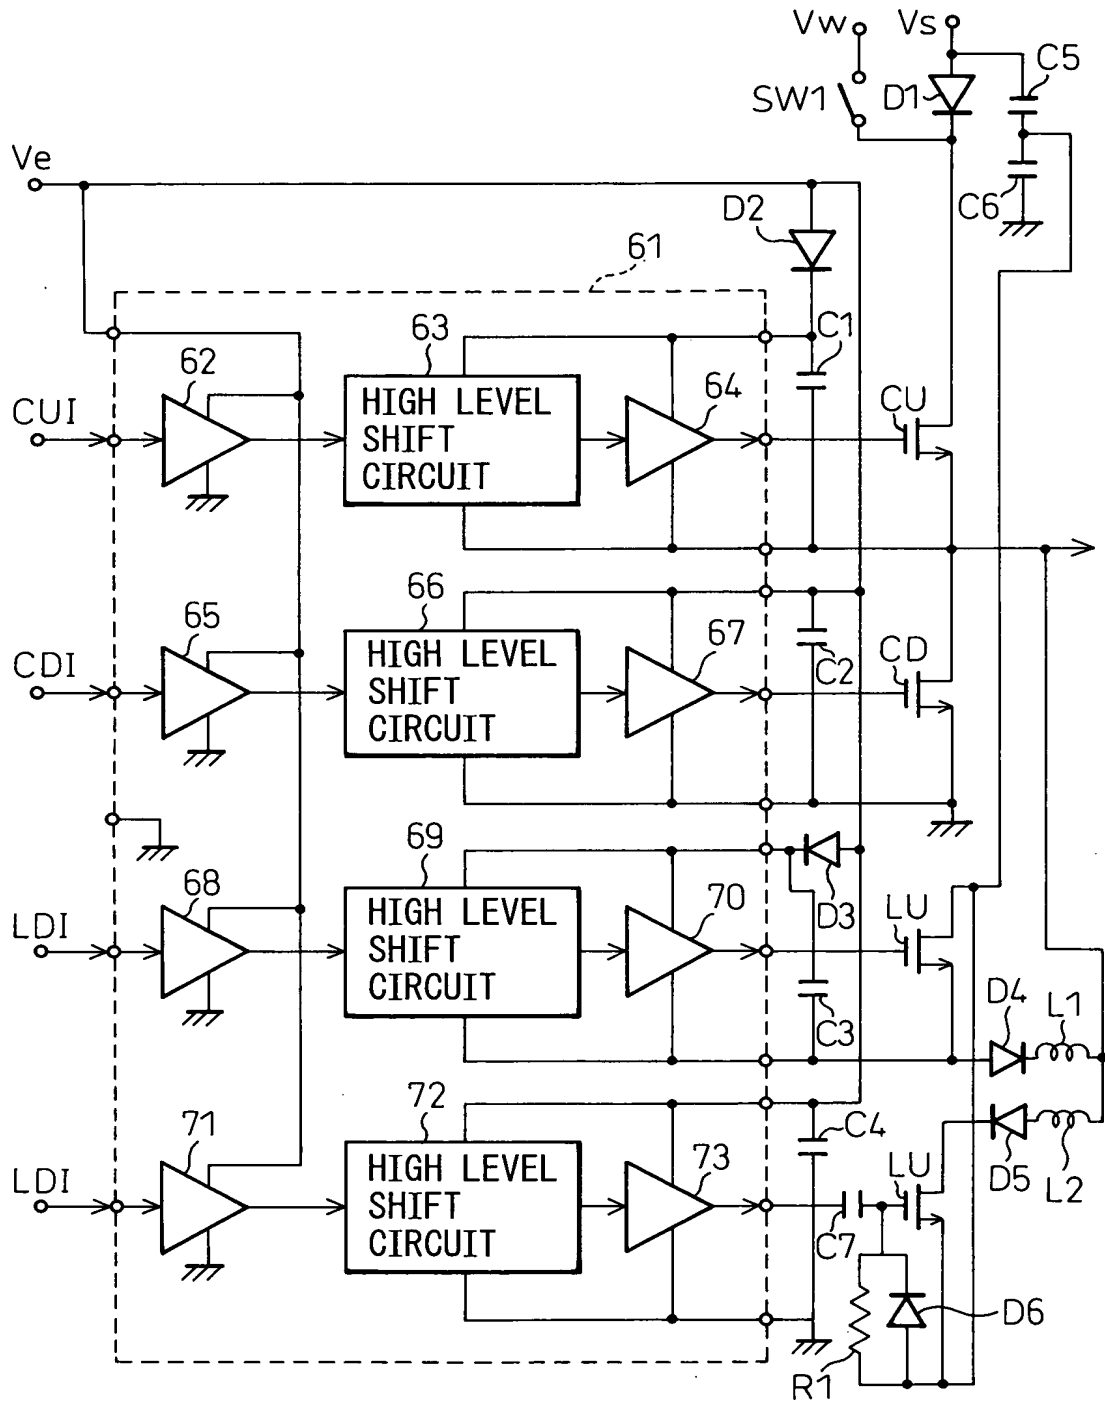 Vw Vs
C5
SW1 D1
Ve
C6
D2
61
63 C1
62 64
CUI HIGH LEVEL CU
SHIFT
CIRCUIT
66
65 67
CDI HIGH LEVEL C2 CD
SHIFT
CIRCUIT
69
68 70 D3
LDI HIGH LEVEL LU
SHIFT
CIRCUIT C3 D4 L1
72
71 73 C4
LDI HIGH LEVEL LU D5 L2
SHIFT
CIRCUIT C7
D6
R1